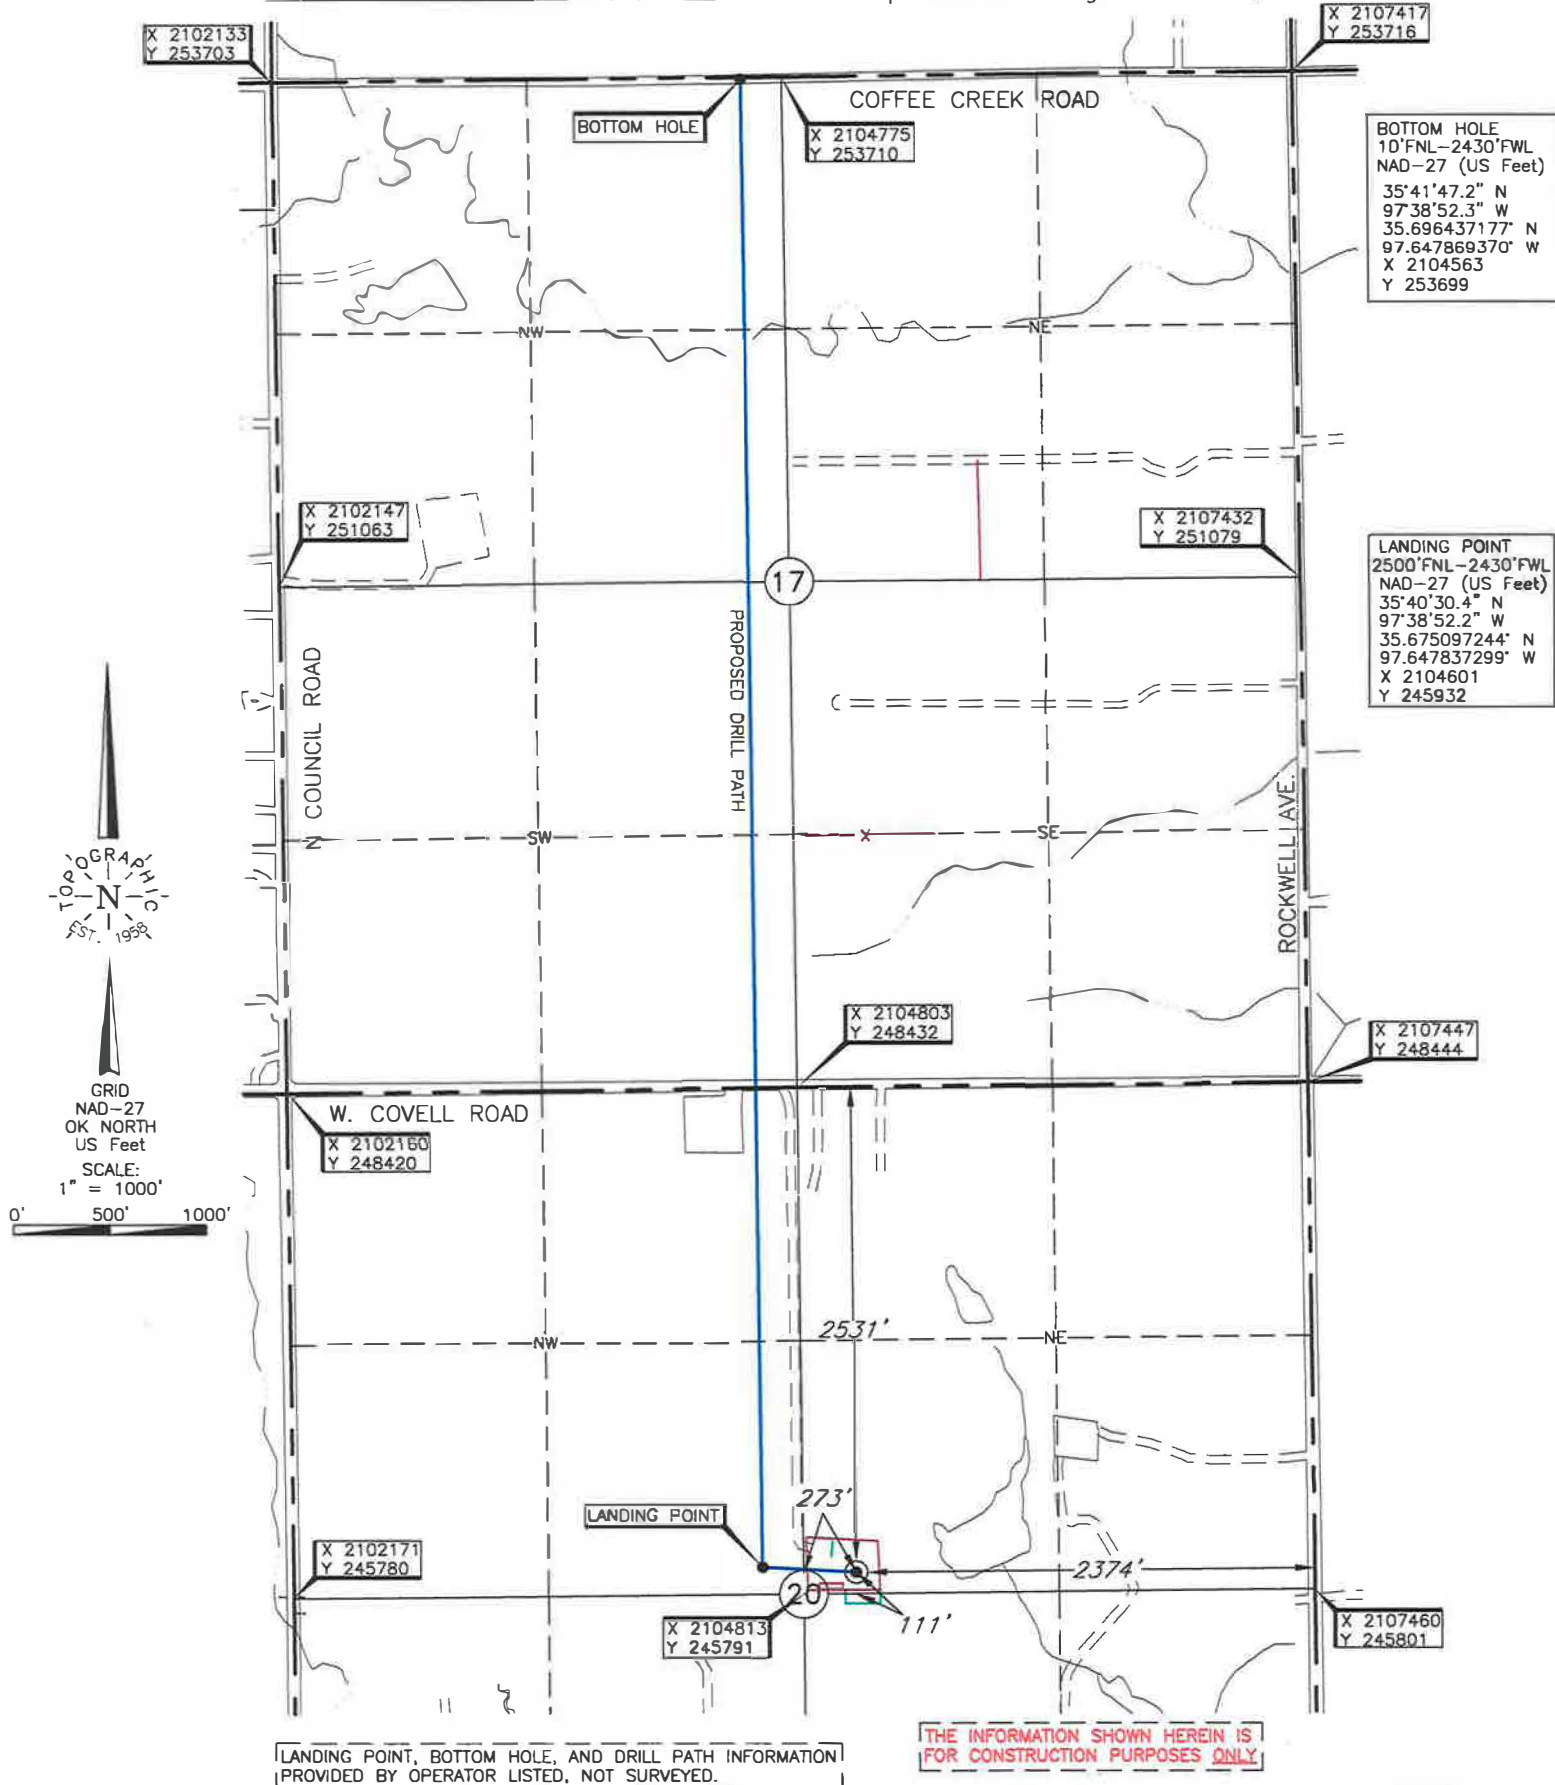 X 2102133
Y 253703
X 2107417
Y 253716
COFFEE CREEK ROAD
BOTTOM HOLE
X 2104775
Y 253710
BOTTOM HOLE
10'FNL-2430'FWL
NAD-27 (US Feet)
35°41'47.2" N
97°38'52.3" W
35.696437177° N
97.647869370° W
X 2104563
Y 253699
NW
NE
X 2102147
Y 251063
X 2107432
Y 251079
17
LANDING POINT
2500'FNL-2430'FWL
NAD-27 (US Feet)
35°40'30.4" N
97°38'52.2" W
35.675097244° N
97.647837299° W
X 2104601
Y 245932
PROPOSED DRILL PATH
N COUNCIL ROAD
ROCKWELL AVE.
SW
X
SE
TOPOGRAPHIC
N
EST. 1958
GRID
NAD-27
OK NORTH
US Feet
SCALE:
1" = 1000'
0' 500' 1000'
X 2104803
Y 248432
X 2107447
Y 248444
W. COVELL ROAD
X 2102160
Y 248420
2531'
NW
NE
273'
LANDING POINT
X 2102171
Y 245780
2374'
20
111'
X 2104813
Y 245791
X 2107460
Y 245801
LANDING POINT, BOTTOM HOLE, AND DRILL PATH INFORMATION
PROVIDED BY OPERATOR LISTED, NOT SURVEYED.
THE INFORMATION SHOWN HEREIN IS
FOR CONSTRUCTION PURPOSES ONLY